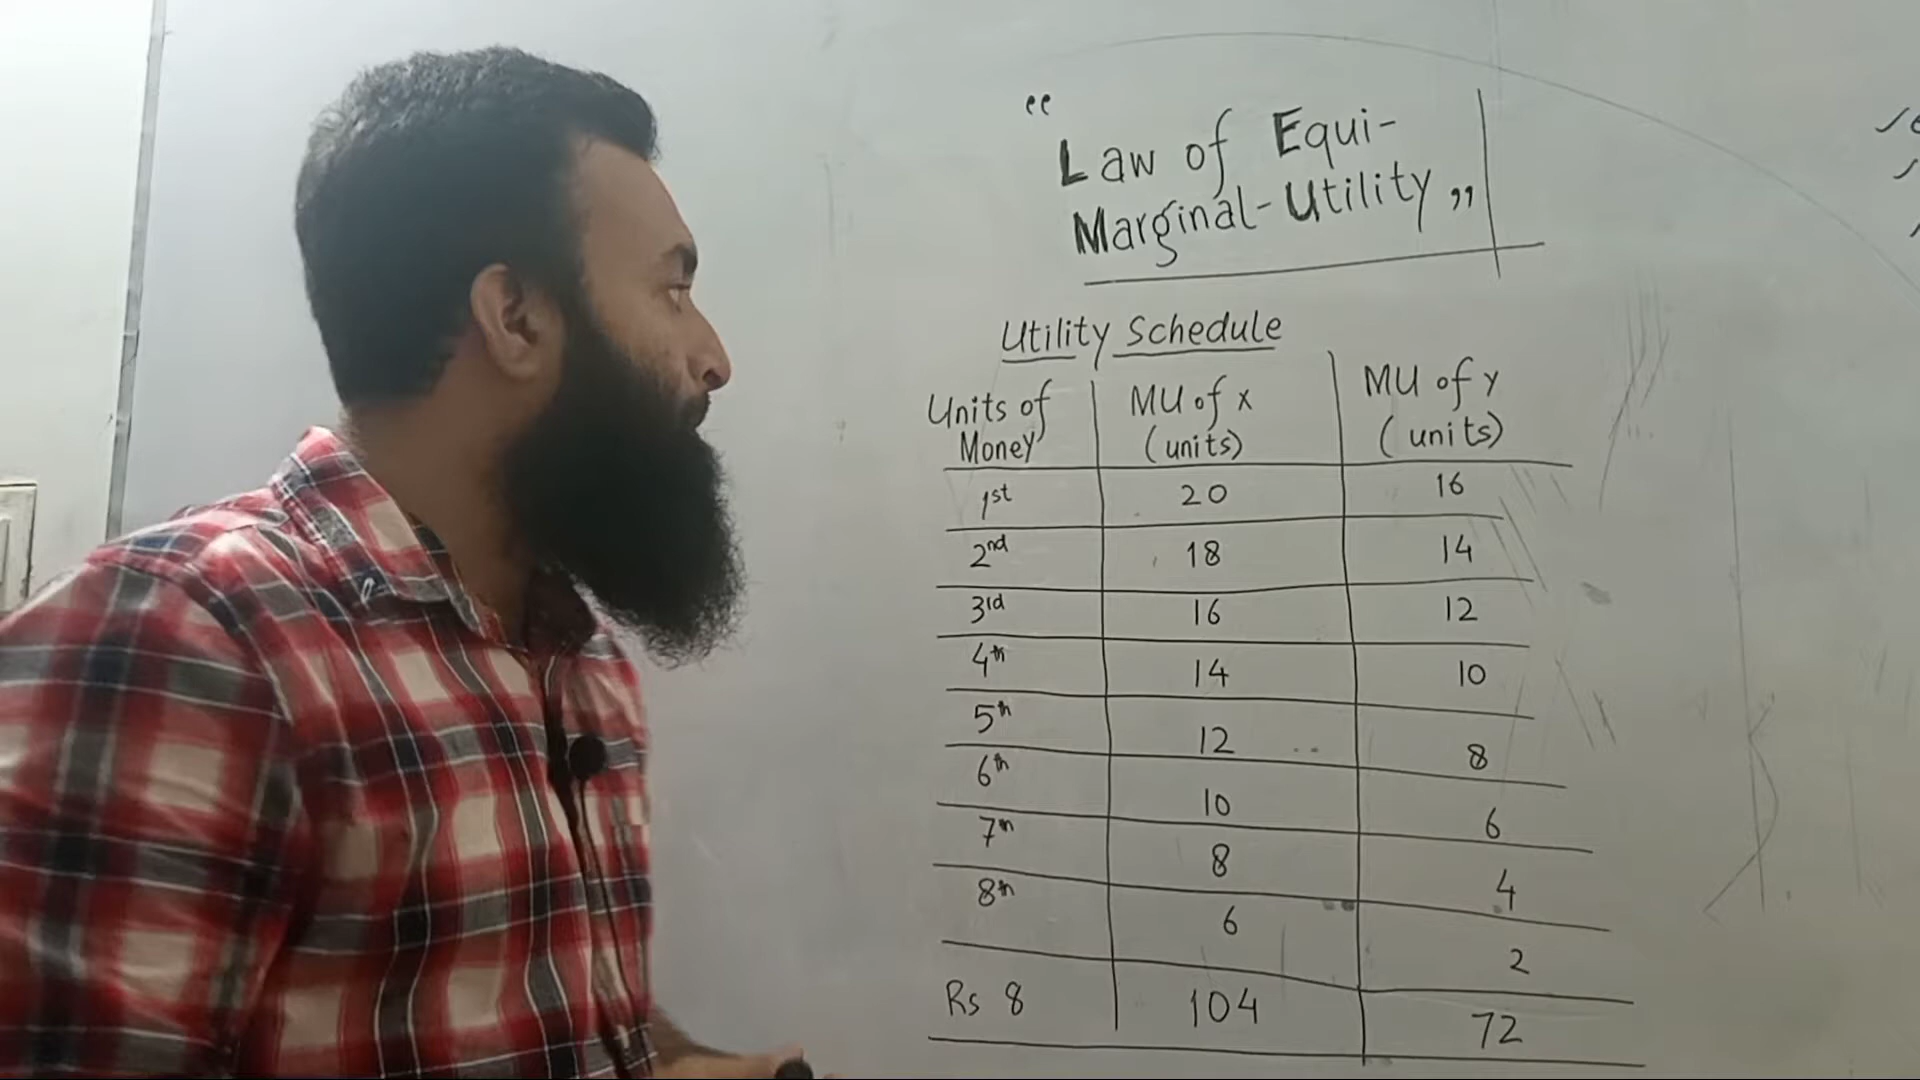 “ Law of Equi-
Marginal-Utility ”
Utility Schedule
Units of Money | MU of x (units) | MU of y (units)
1st | 20 | 16
2nd | 18 | 14
3rd | 16 | 12
4th | 14 | 10
5th | 12 | 8
6th | 10 | 6
7th | 8 | 4
8th | 6 | 2
Rs 8 | 104 | 72